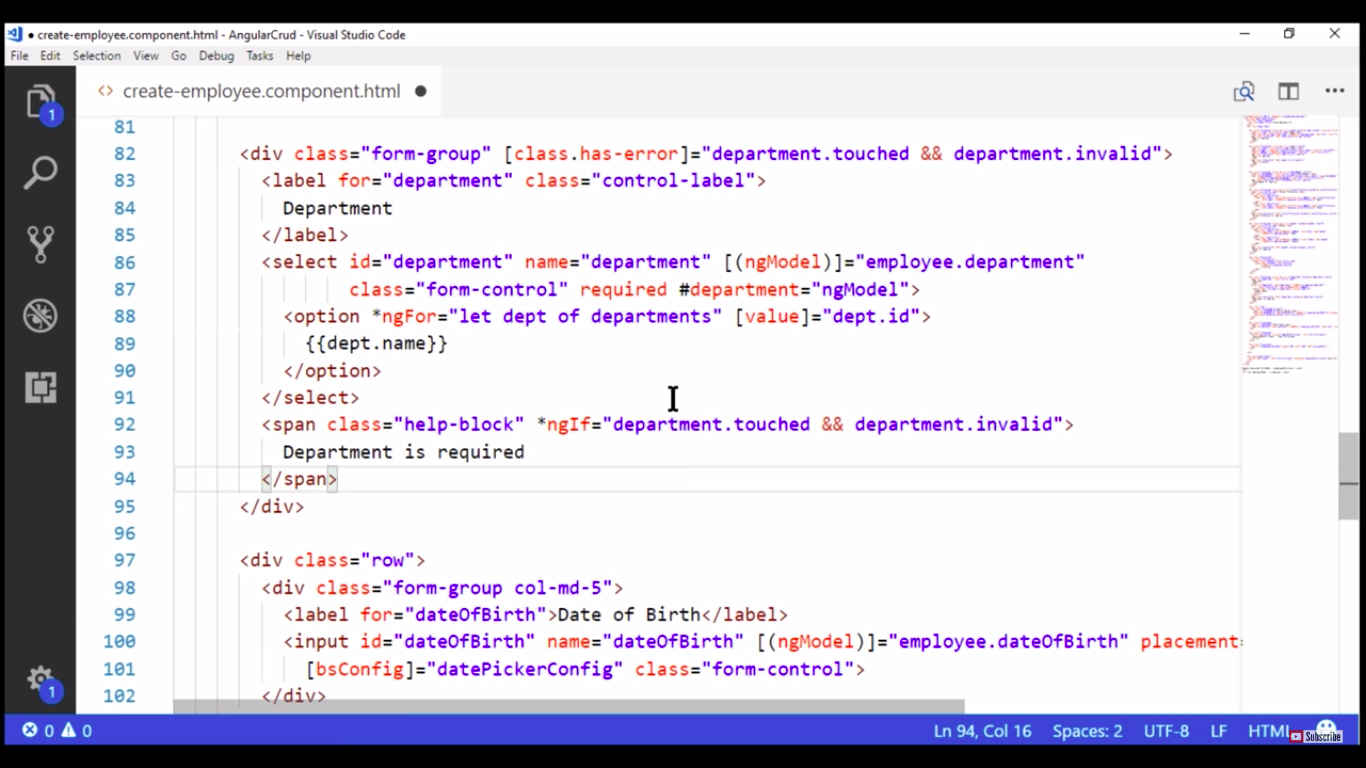 ● create-employee.component.html - AngularCrud - Visual Studio Code
File Edit Selection View Go Debug Tasks Help
<> create-employee.component.html ●
1
81
82 <div class="form-group" [class.has-error]="department.touched && department.invalid">
83 <label for="department" class="control-label">
84 Department
85 </label>
86 <select id="department" name="department" [(ngModel)]="employee.department"
87 class="form-control" required #department="ngModel">
88 <option *ngFor="let dept of departments" [value]="dept.id">
89 {{dept.name}}
90 </option>
91 </select>
92 <span class="help-block" *ngIf="department.touched && department.invalid">
93 Department is required
94 </span>
95 </div>
96
97 <div class="row">
98 <div class="form-group col-md-5">
99 <label for="dateOfBirth">Date of Birth</label>
100 <input id="dateOfBirth" name="dateOfBirth" [(ngModel)]="employee.dateOfBirth" placement=
101 [bsConfig]="datePickerConfig" class="form-control">
102 </div>
1
0 0 Ln 94, Col 16 Spaces: 2 UTF-8 LF HTML
Subscribe